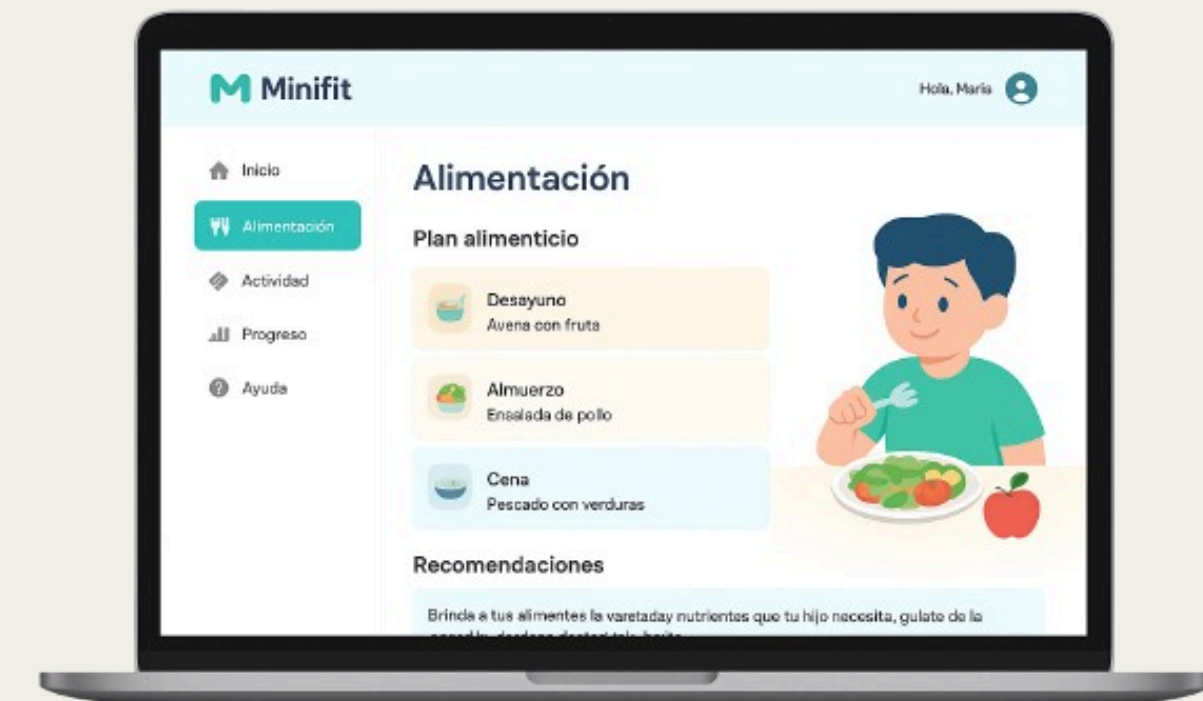 Minifit
Hola, Maria
Inicio
Alimentación
Actividad
Progreso
Ayuda
Alimentación
Plan alimenticio
Desayuno
Avena con fruta
Almuerzo
Ensalada de pollo
Cena
Pescado con verduras
Recomendaciones
Brinda a tus alimentes la varetaday nutrientes que tu hijo necesita, gulate de la